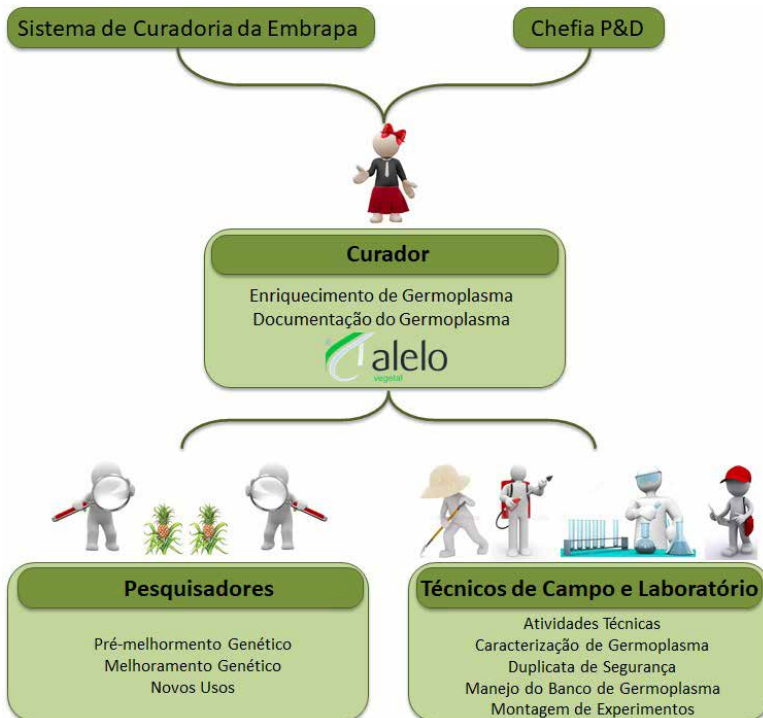 Sistema de Curadoria da Embrapa
Chefia P&D
Curador
Enriquecimento de Germoplasma
Documentação do Germoplasma
alelo
vegetal
Pesquisadores
Pré-melhormento Genético
Melhoramento Genético
Novos Usos
Técnicos de Campo e Laboratório
Atividades Técnicas
Caracterização de Germoplasma
Duplicata de Segurança
Manejo do Banco de Germoplasma
Montagem de Experimentos